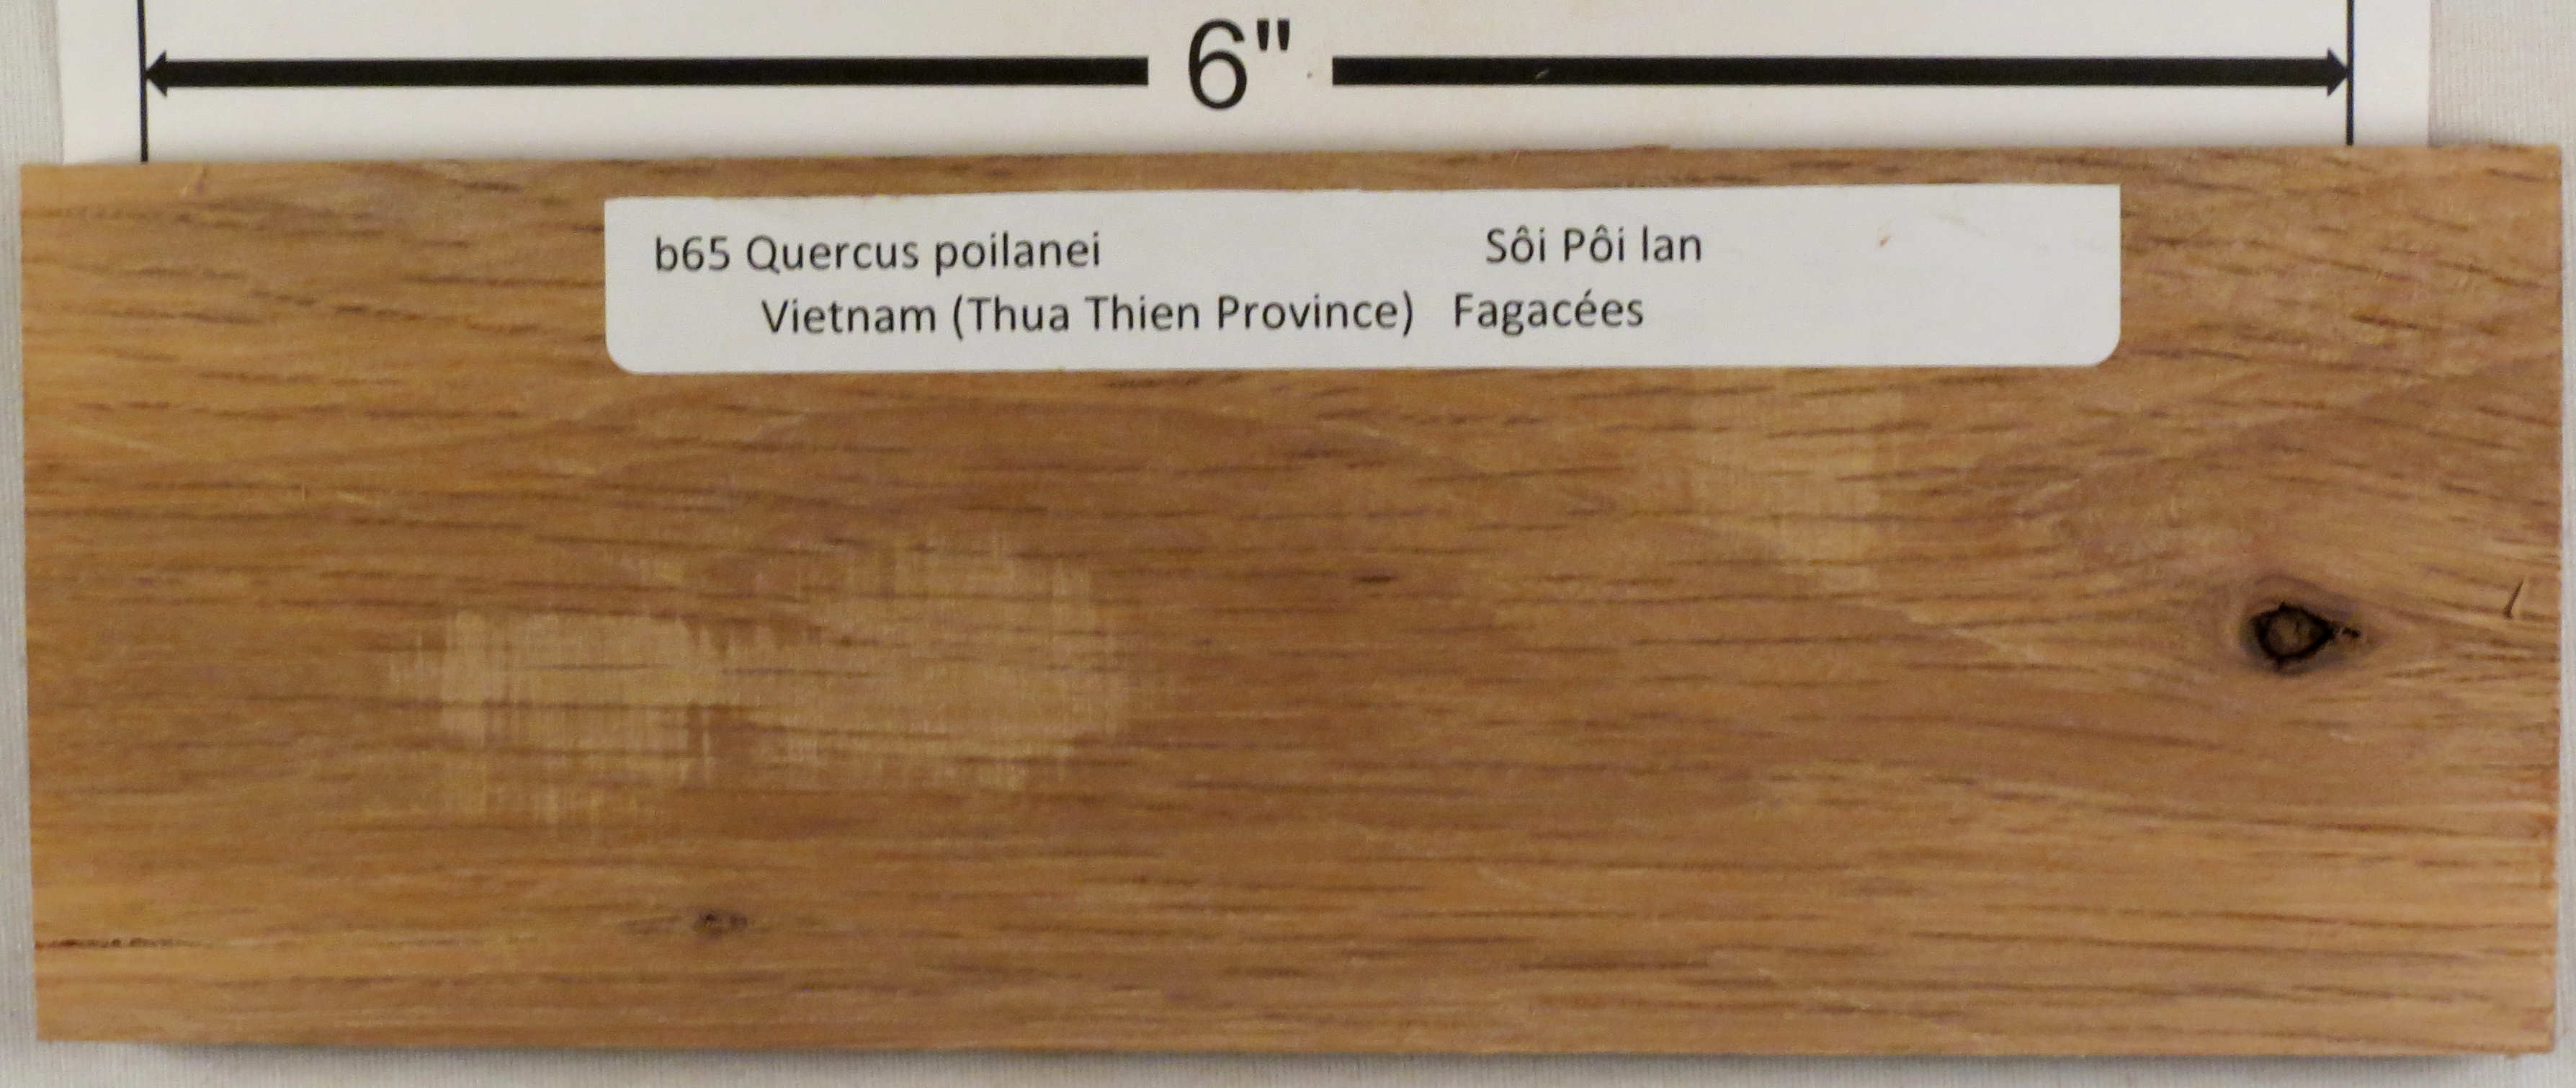 6"
b65 Quercus poilanei Sôi Pôi lan
Vietnam (Thua Thien Province) Fagacées